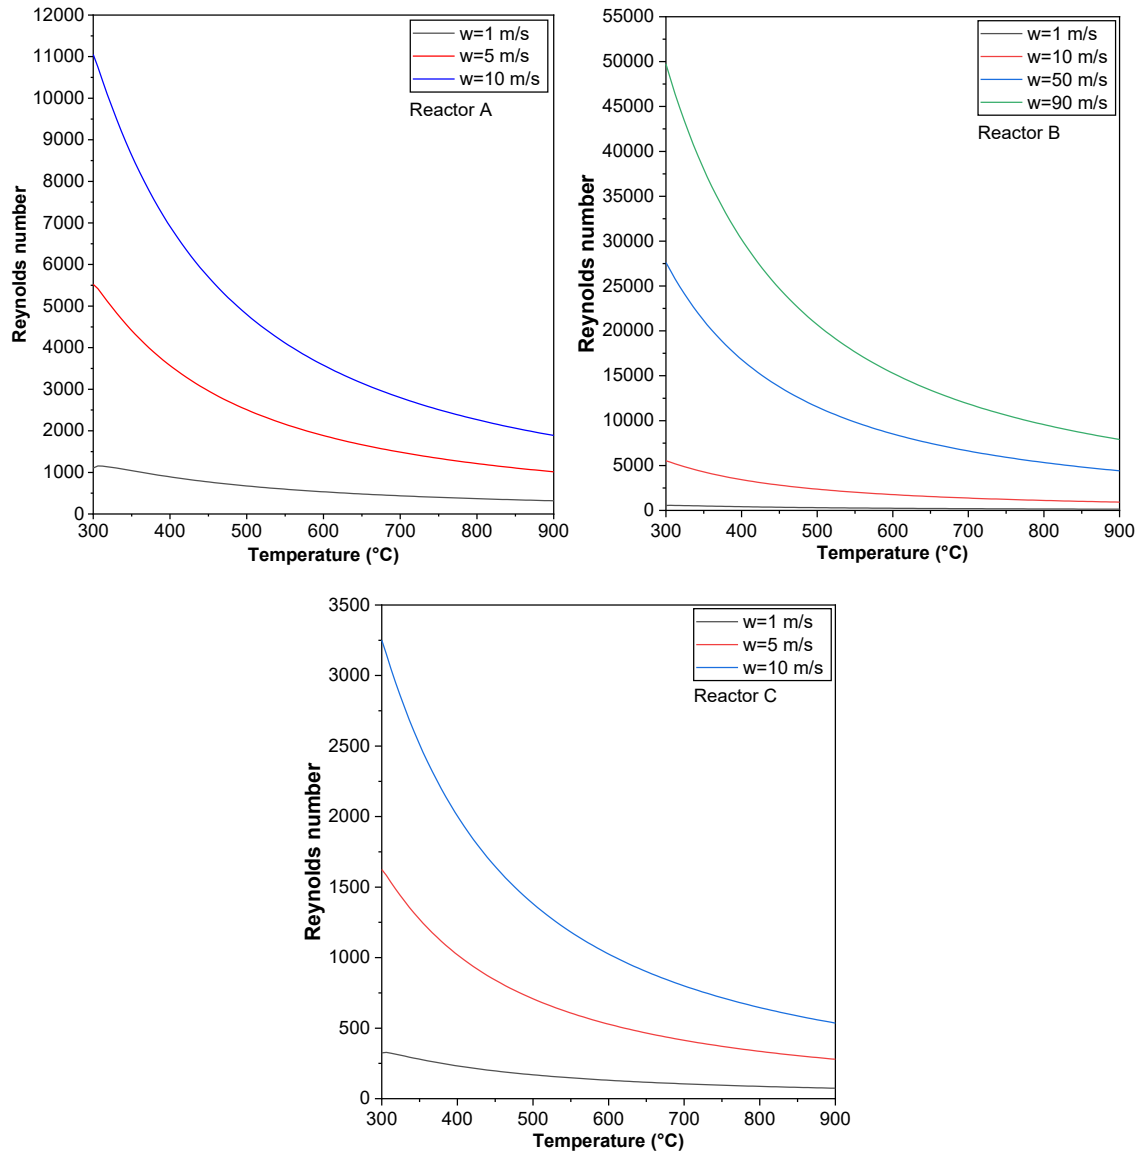 12000
11000
10000
9000
8000
7000
6000
5000
4000
3000
2000
1000
0
Reynolds number
w=1 m/s
w=5 m/s
w=10 m/s
Reactor A
300 400 500 600 700 800 900
Temperature (°C)
55000
50000
45000
40000
35000
30000
25000
20000
15000
10000
5000
0
Reynolds number
w=1 m/s
w=10 m/s
w=50 m/s
w=90 m/s
Reactor B
300 400 500 600 700 800 900
Temperature (°C)
3500
3000
2500
2000
1500
1000
500
0
Reynolds number
w=1 m/s
w=5 m/s
w=10 m/s
Reactor C
300 400 500 600 700 800 900
Temperature (°C)